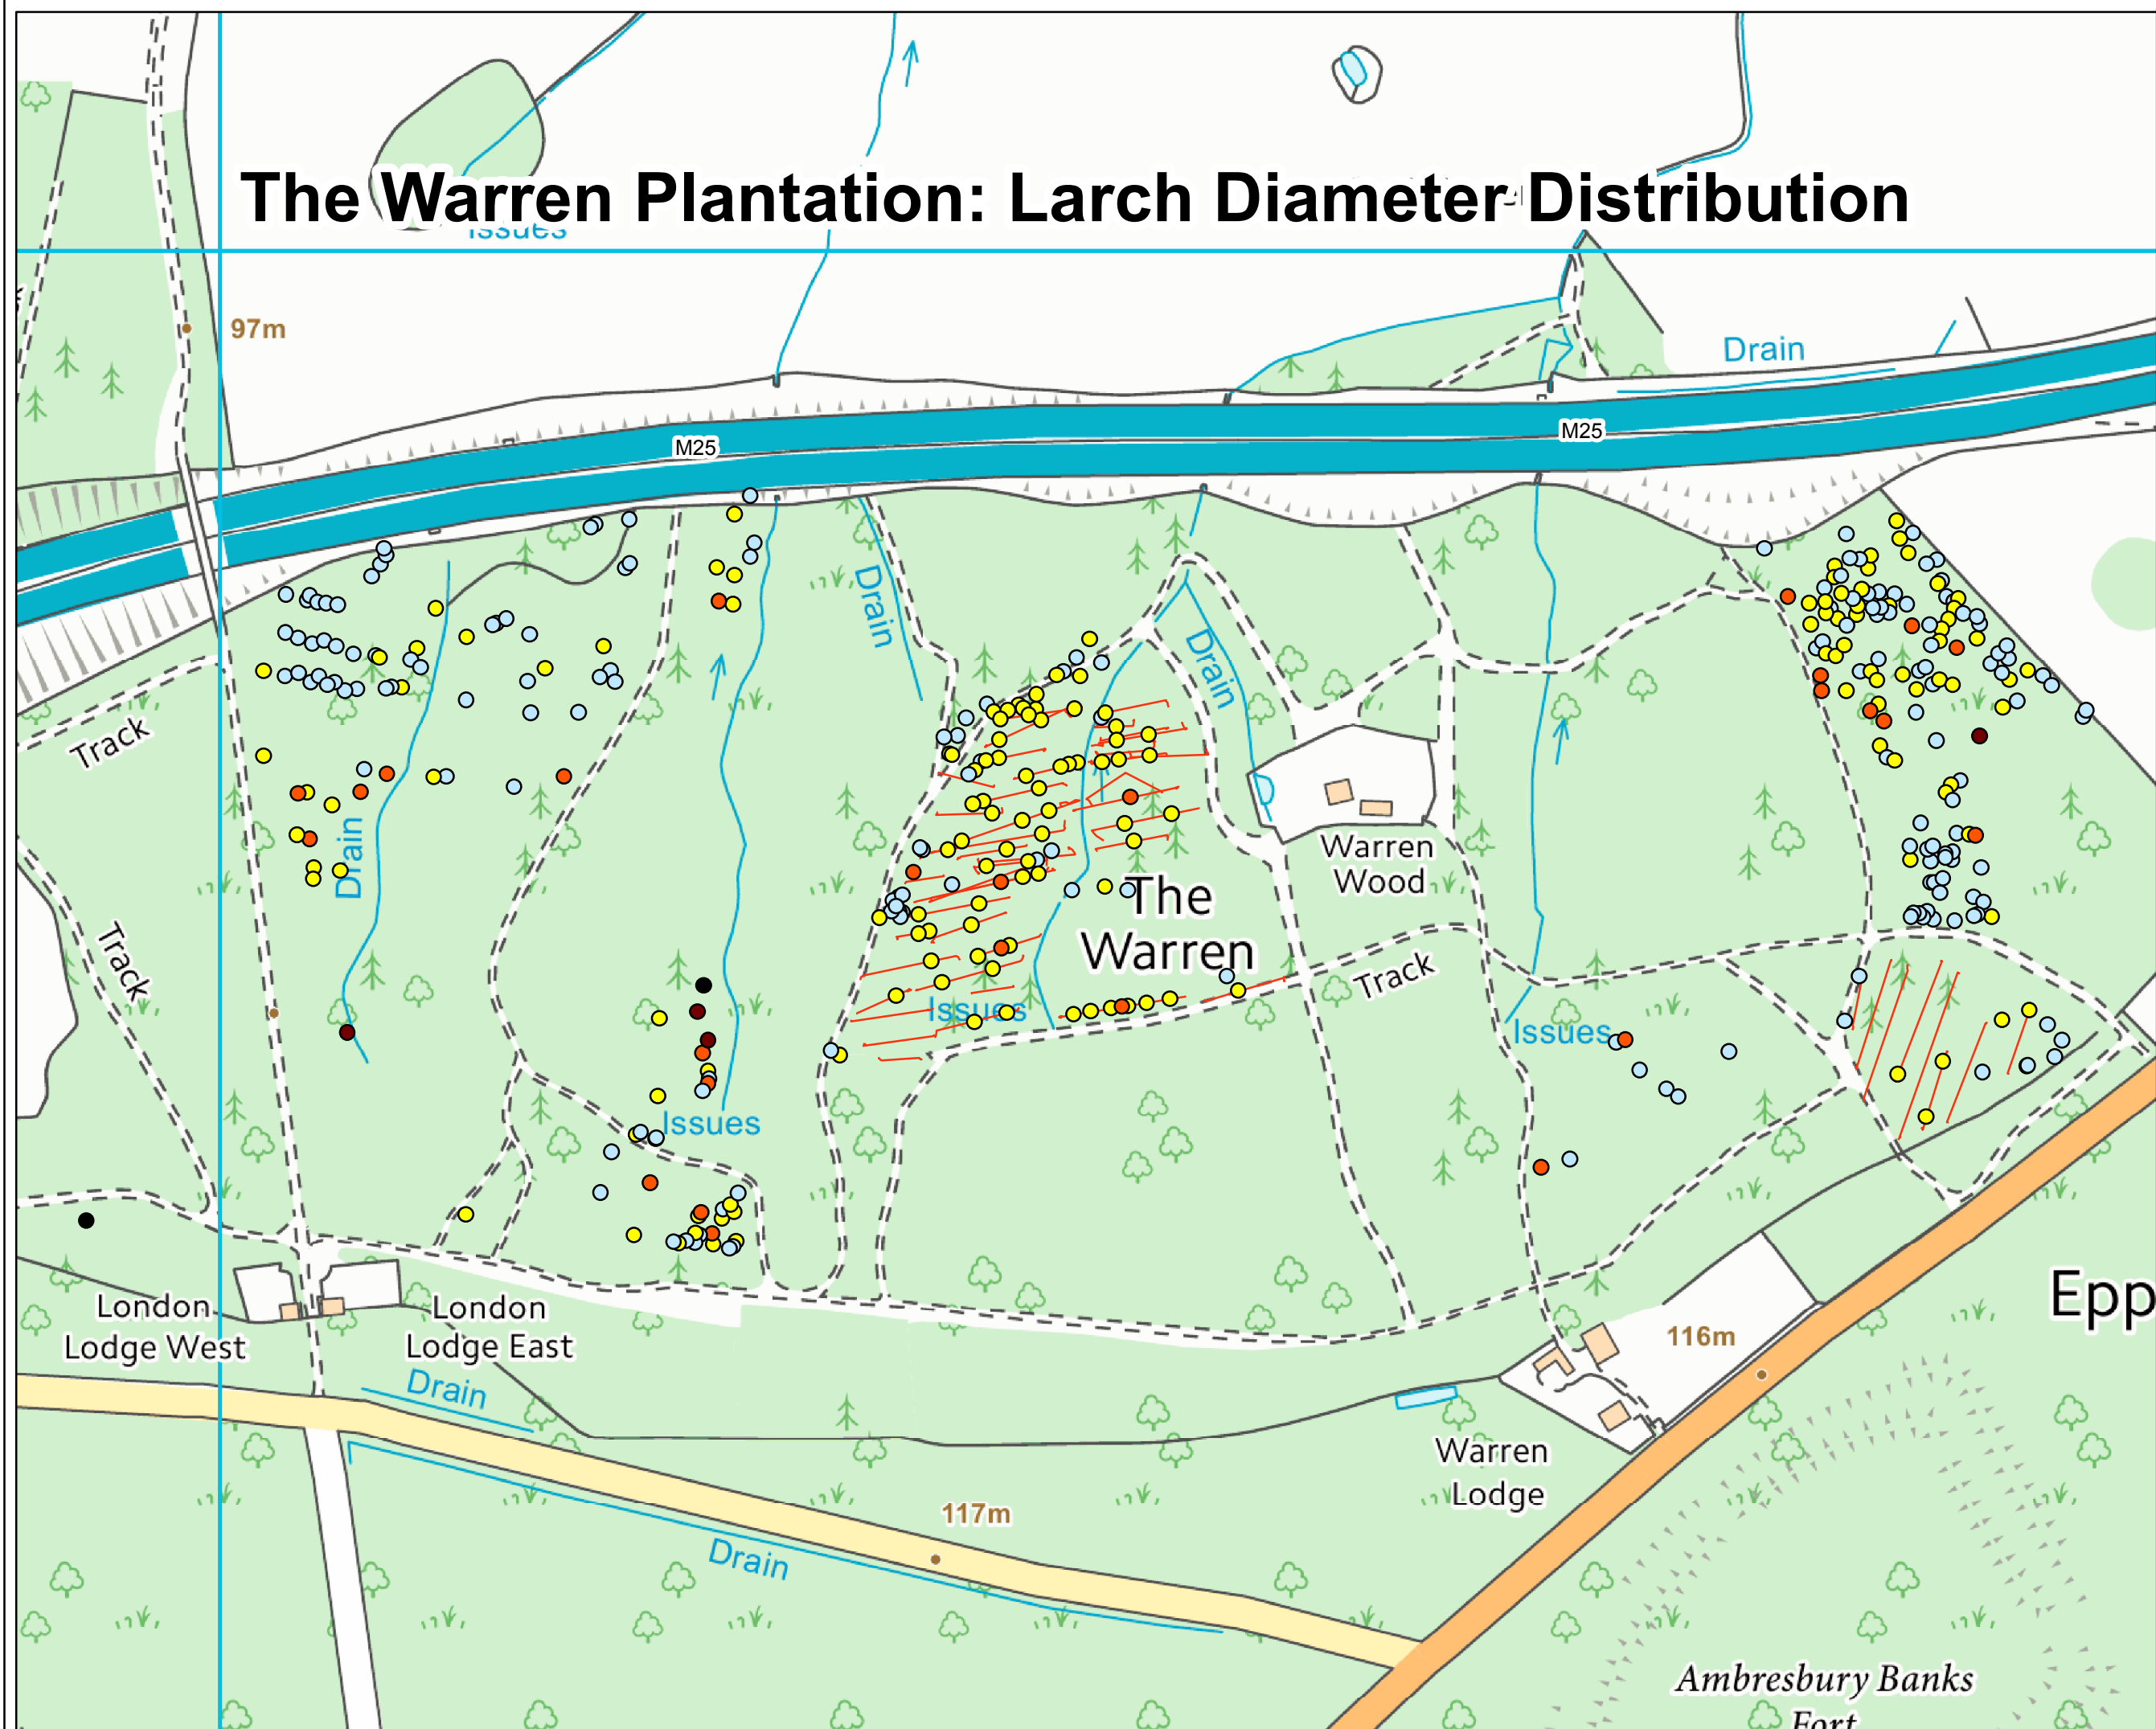 The Warren Plantation: Larch Diameter Distribution
Issues
97m
Drain
M25
M25
Drain
Drain
Track
Drain
Warren
Wood
The
Warren
Track
Track
Issues
Issues
Issues
London
Lodge West
London
Lodge East
Epp
116m
Drain
Warren
Lodge
117m
Drain
Ambresbury Banks
Fort